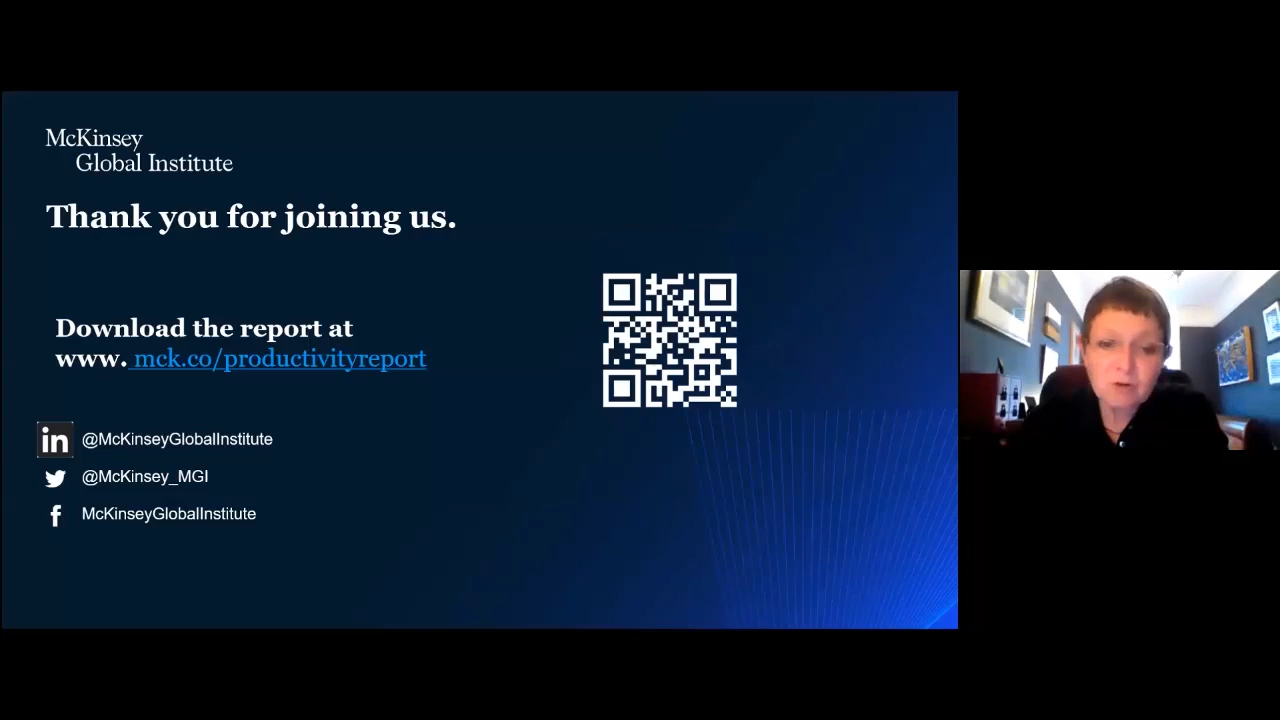 McKinsey
Global Institute
Thank you for joining us.
Download the report at
www. mck.co/productivityreport
in @McKinseyGlobalInstitute
@McKinsey_MGI
f McKinseyGlobalInstitute